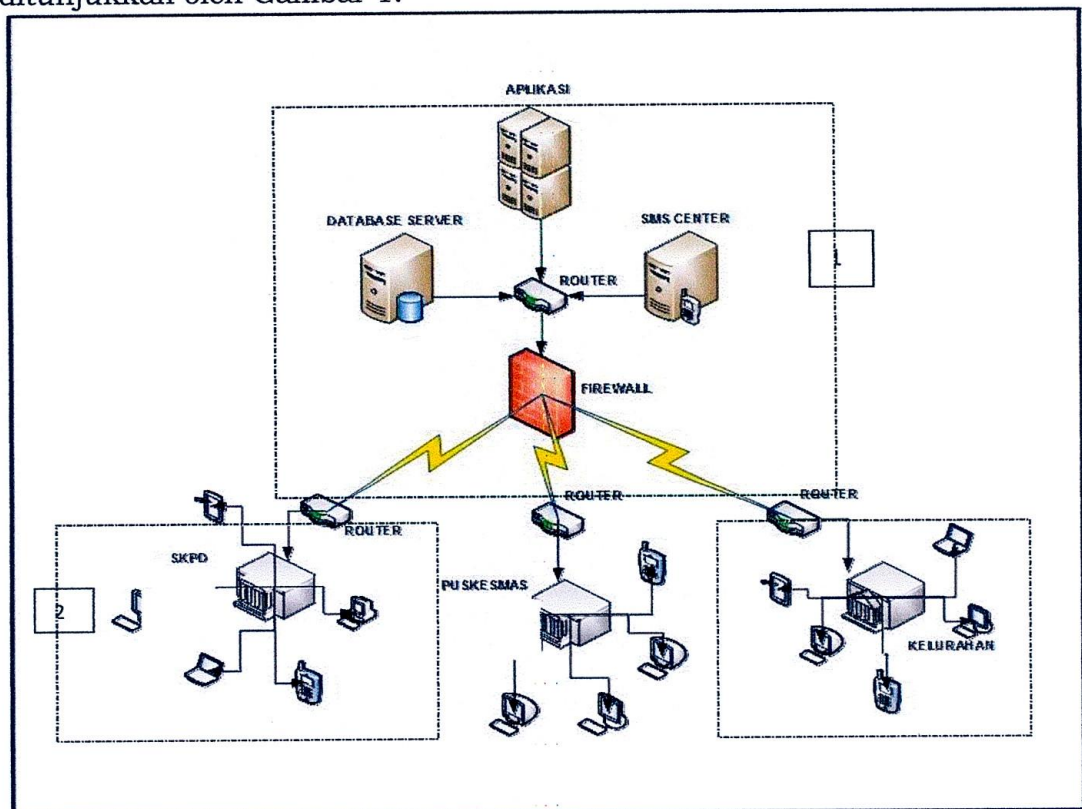 ditunjukkan oleh Gambar 1.
APLIKASI
DATABASE SERVER
SMS CENTER
ROUTER
1
FIREWALL
ROUTER
ROUTER
ROUTER
SKPD
PUSKESMAS
2
KELURAHAN